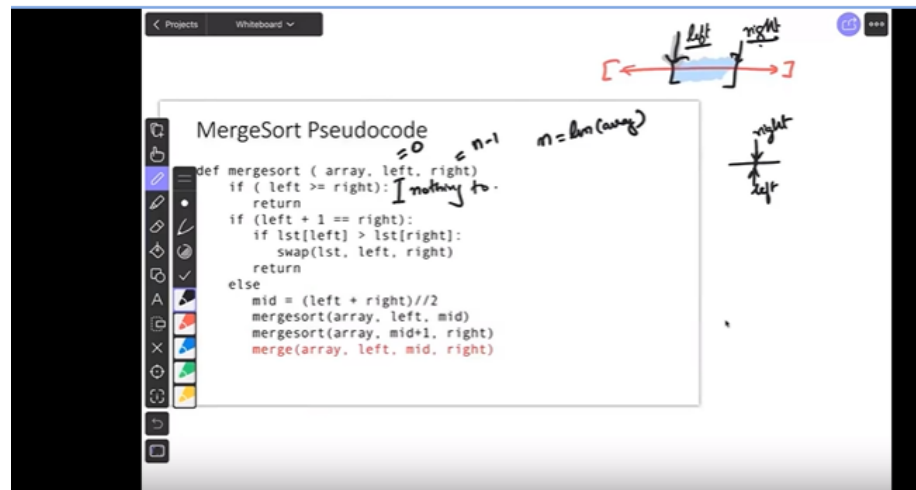 Projects Whiteboard
left right
[ ]
MergeSort Pseudocode
= 0 = n-1 n = len(array)
def mergesort ( array, left, right)
if ( left >= right): nothing to.
return
if (left + 1 == right):
if lst[left] > lst[right]:
swap(lst, left, right)
return
else
mid = (left + right)//2
mergesort(array, left, mid)
mergesort(array, mid+1, right)
merge(array, left, mid, right)
right
left
A